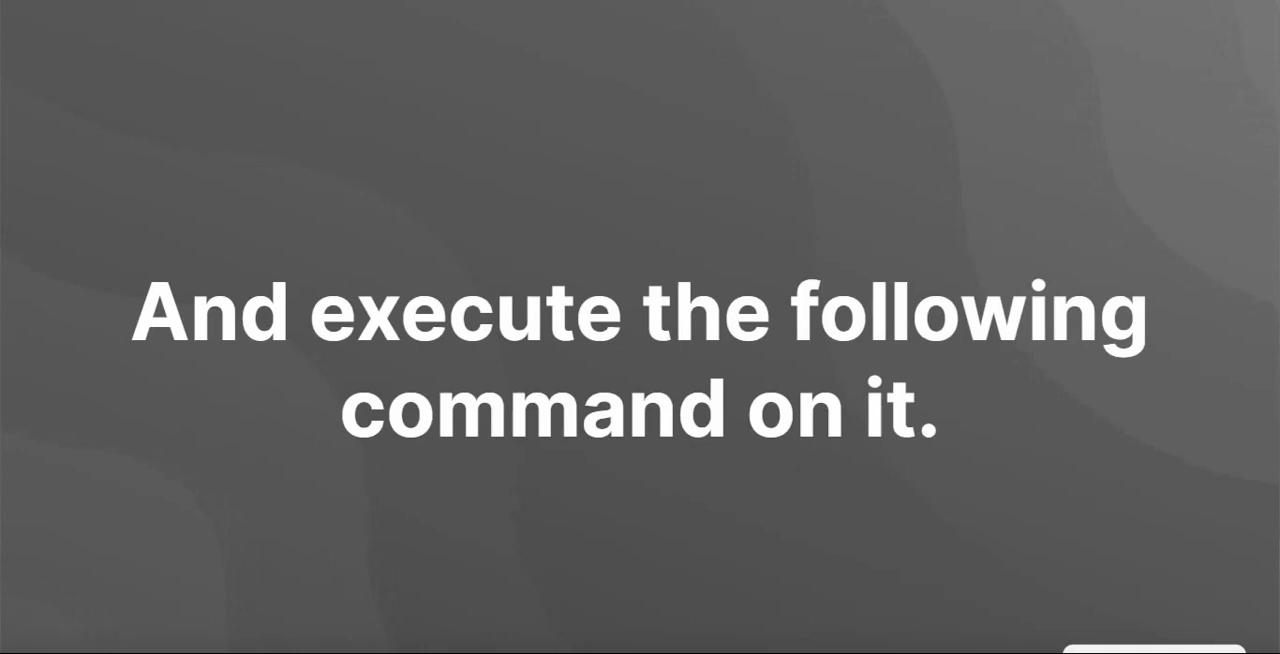 And execute the following
command on it.